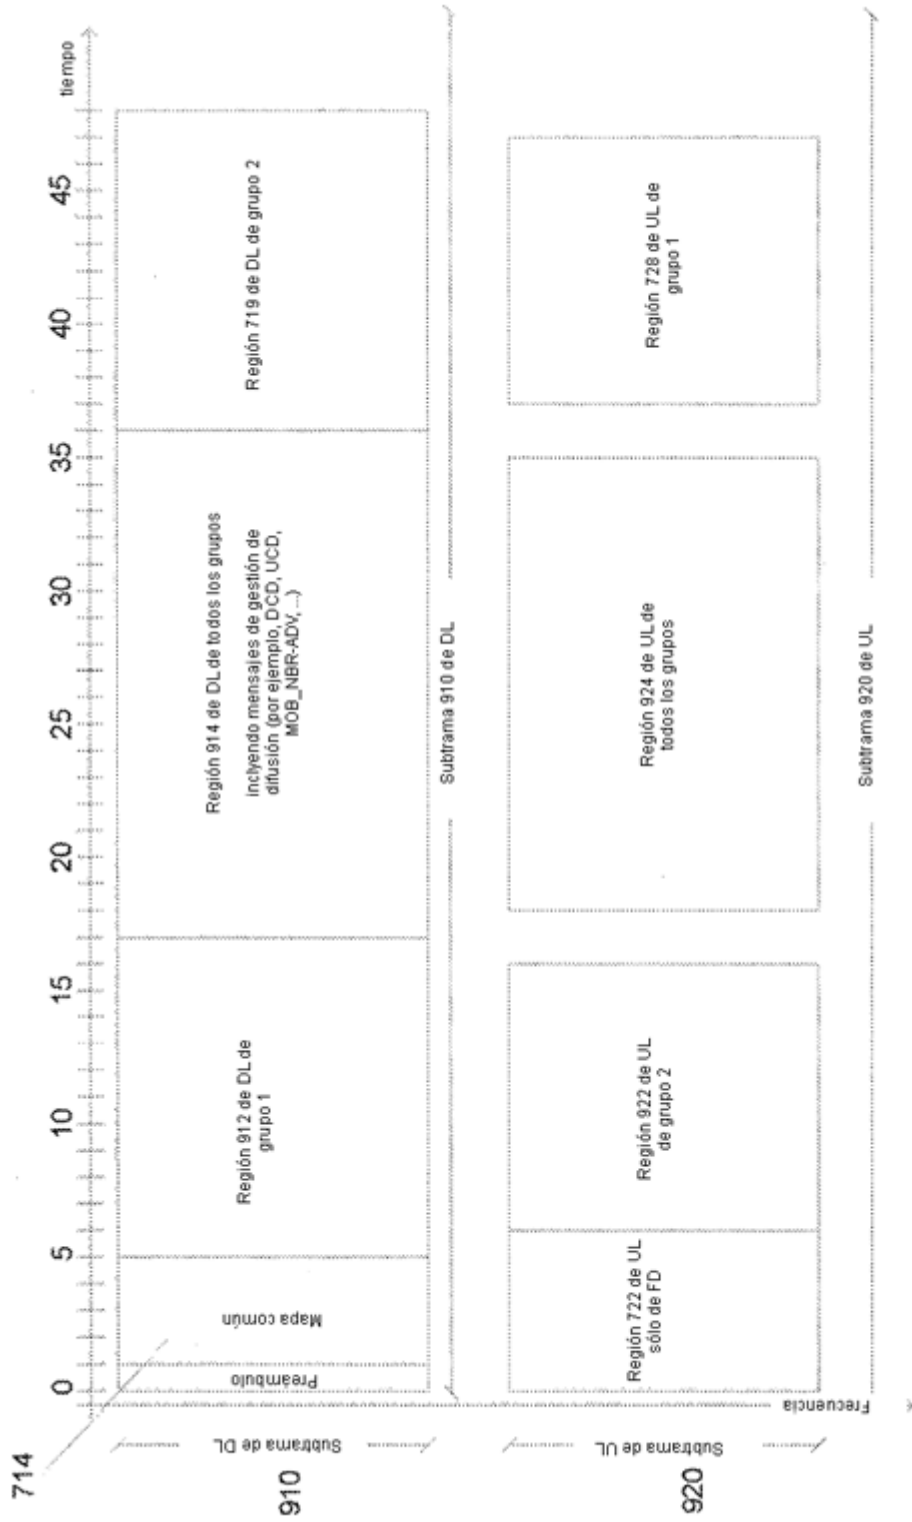 714
tiempo
0
5
10
15
20
25
30
35
40
45
910
Subtrama de DL
Preámbulo
Mapa común
Región 912 de DL de
grupo 1
Región 914 de DL de todos los grupos
inclyendo mensajes de gestión de
difusión (por ejemplo, DCD, UCD,
MOB_NBR-ADV, ...)
Región 719 de DL de grupo 2
Subtrama 910 de DL
920
Subtrama de UL
Región 722 de UL
sólo de FD
Región 922 de UL
de grupo 2
Región 924 de UL de
todos los grupos
Región 728 de UL de
grupo 1
Subtrama 920 de UL
Frecuencia